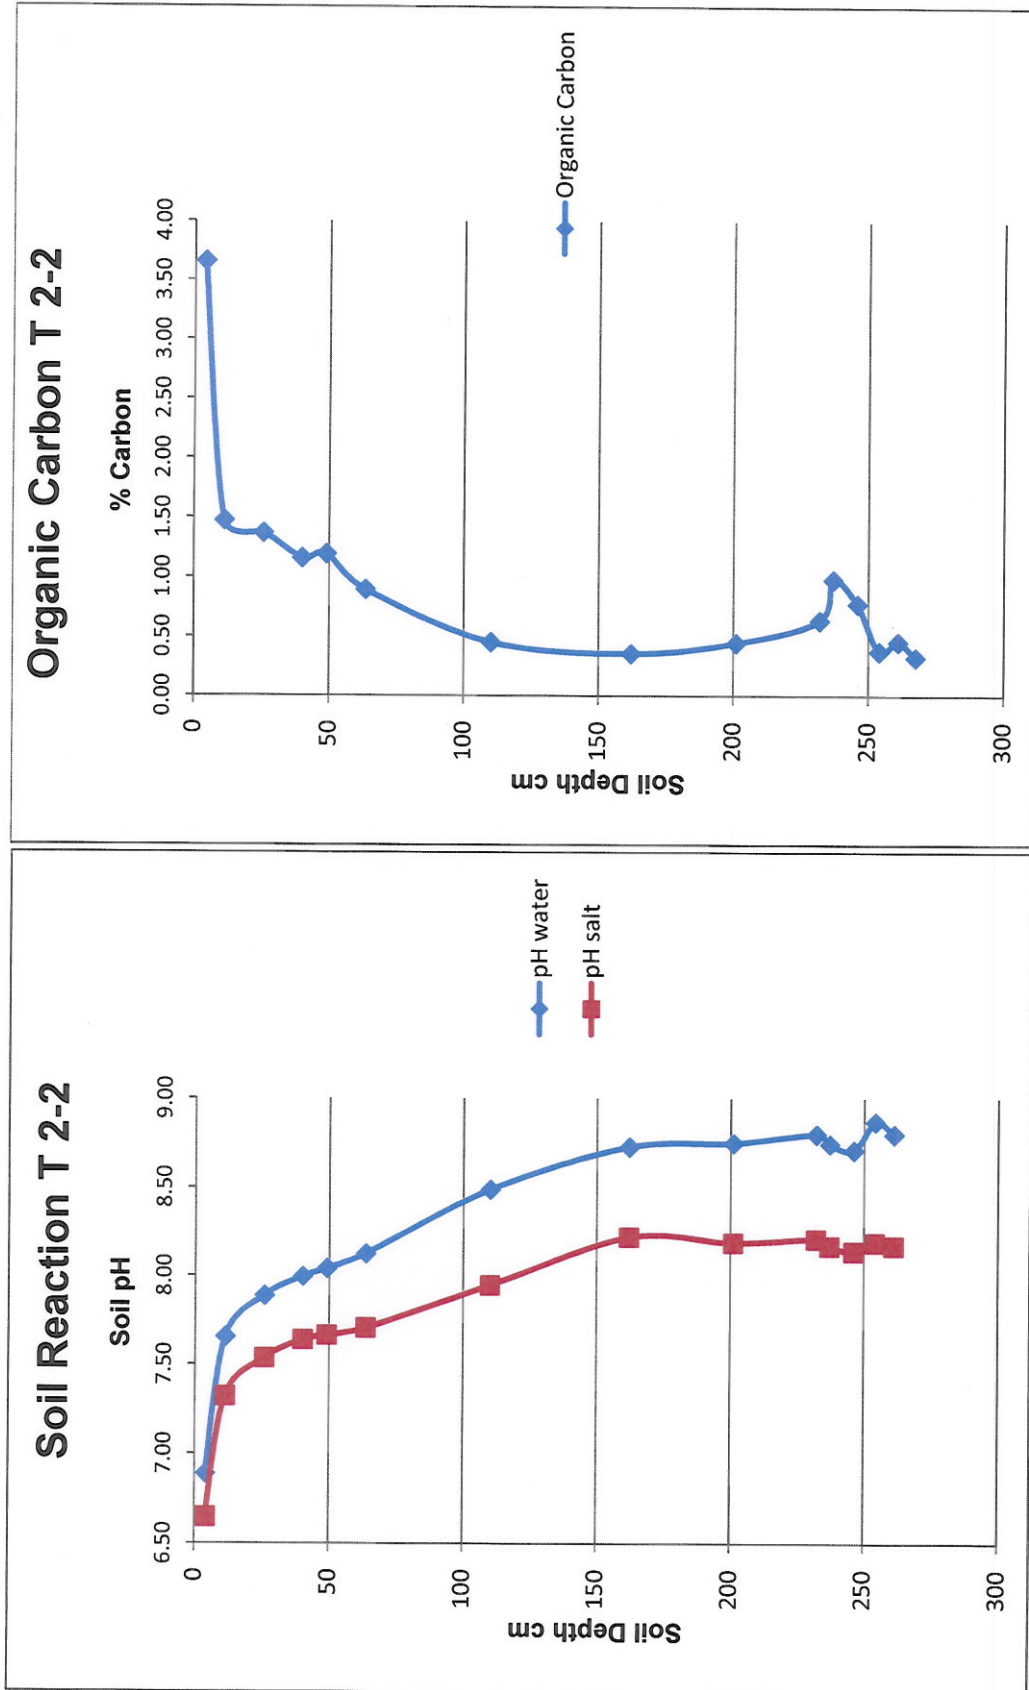 Soil Reaction T 2-2
Soil pH
6.50 7.00 7.50 8.00 8.50 9.00
0
50
100
150
200
250
300
Soil Depth cm
pH water
pH salt
Organic Carbon T 2-2
% Carbon
0.00 0.50 1.00 1.50 2.00 2.50 3.00 3.50 4.00
0
50
100
150
200
250
300
Soil Depth cm
Organic Carbon